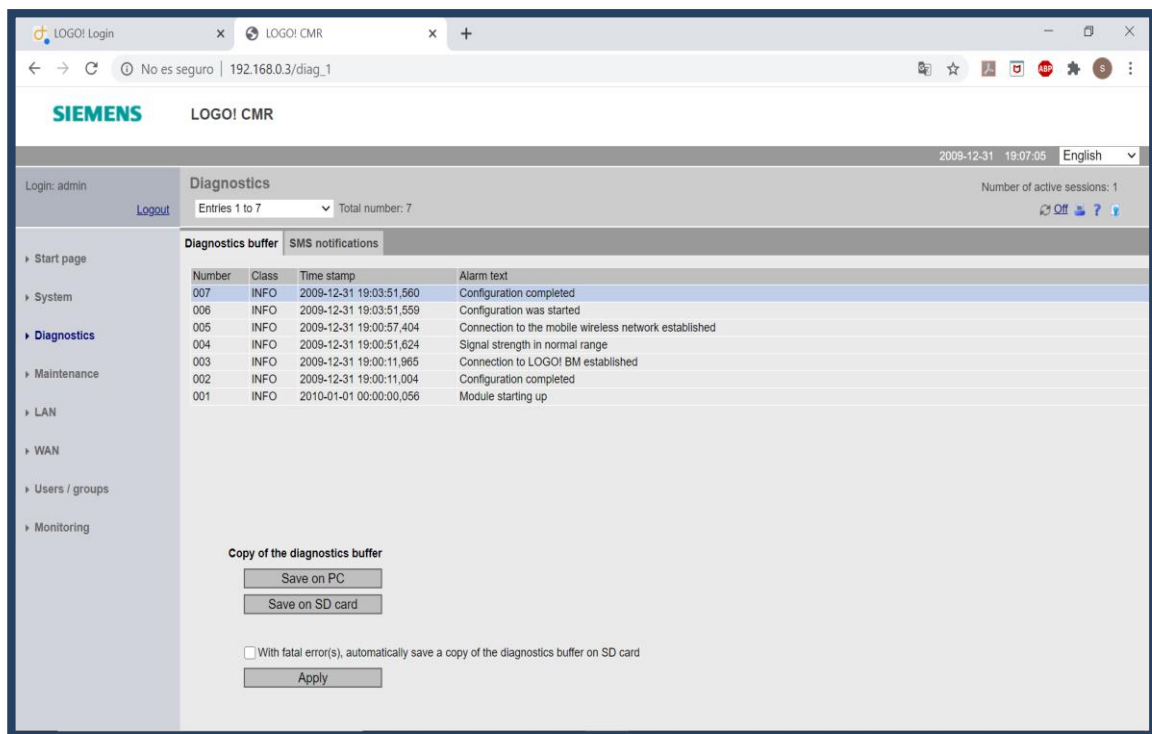 LOGO! Login
LOGO! CMR
No es seguro | 192.168.0.3/diag_1
ABP
S
SIEMENS LOGO! CMR
2009-12-31 19:07:05 English
Login: admin
Logout
Diagnostics
Number of active sessions: 1
Entries 1 to 7 Total number: 7
Off ?
Diagnostics buffer SMS notifications
Start page
System
Diagnostics
Maintenance
LAN
WAN
Users / groups
Monitoring
Number Class Time stamp Alarm text
007 INFO 2009-12-31 19:03:51,560 Configuration completed
006 INFO 2009-12-31 19:03:51,559 Configuration was started
005 INFO 2009-12-31 19:00:57,404 Connection to the mobile wireless network established
004 INFO 2009-12-31 19:00:51,624 Signal strength in normal range
003 INFO 2009-12-31 19:00:11,965 Connection to LOGO! BM established
002 INFO 2009-12-31 19:00:11,004 Configuration completed
001 INFO 2010-01-01 00:00:00,056 Module starting up
Copy of the diagnostics buffer
Save on PC
Save on SD card
With fatal error(s), automatically save a copy of the diagnostics buffer on SD card
Apply